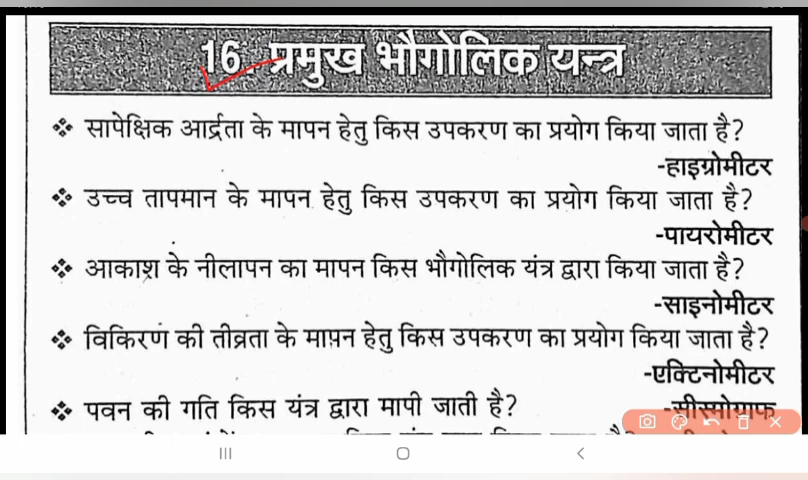 16. प्रमुख भौगोलिक यन्त्र
❖ सापेक्षिक आर्द्रता के मापन हेतु किस उपकरण का प्रयोग किया जाता है?
-हाइग्रोमीटर
❖ उच्च तापमान के मापन हेतु किस उपकरण का प्रयोग किया जाता है?
-पायरोमीटर
❖ आकाश के नीलापन का मापन किस भौगोलिक यंत्र द्वारा किया जाता है?
-साइनोमीटर
❖ विकिरण की तीव्रता के मापन हेतु किस उपकरण का प्रयोग किया जाता है?
-एक्टिनोमीटर
❖ पवन की गति किस यंत्र द्वारा मापी जाती है?
-सीस्मोग्राफ